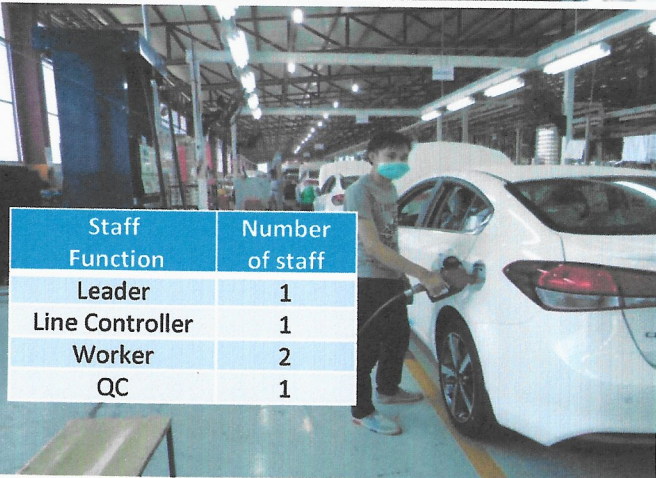 Staff Number
Function of staff
Leader 1
Line Controller 1
Worker 2
QC 1